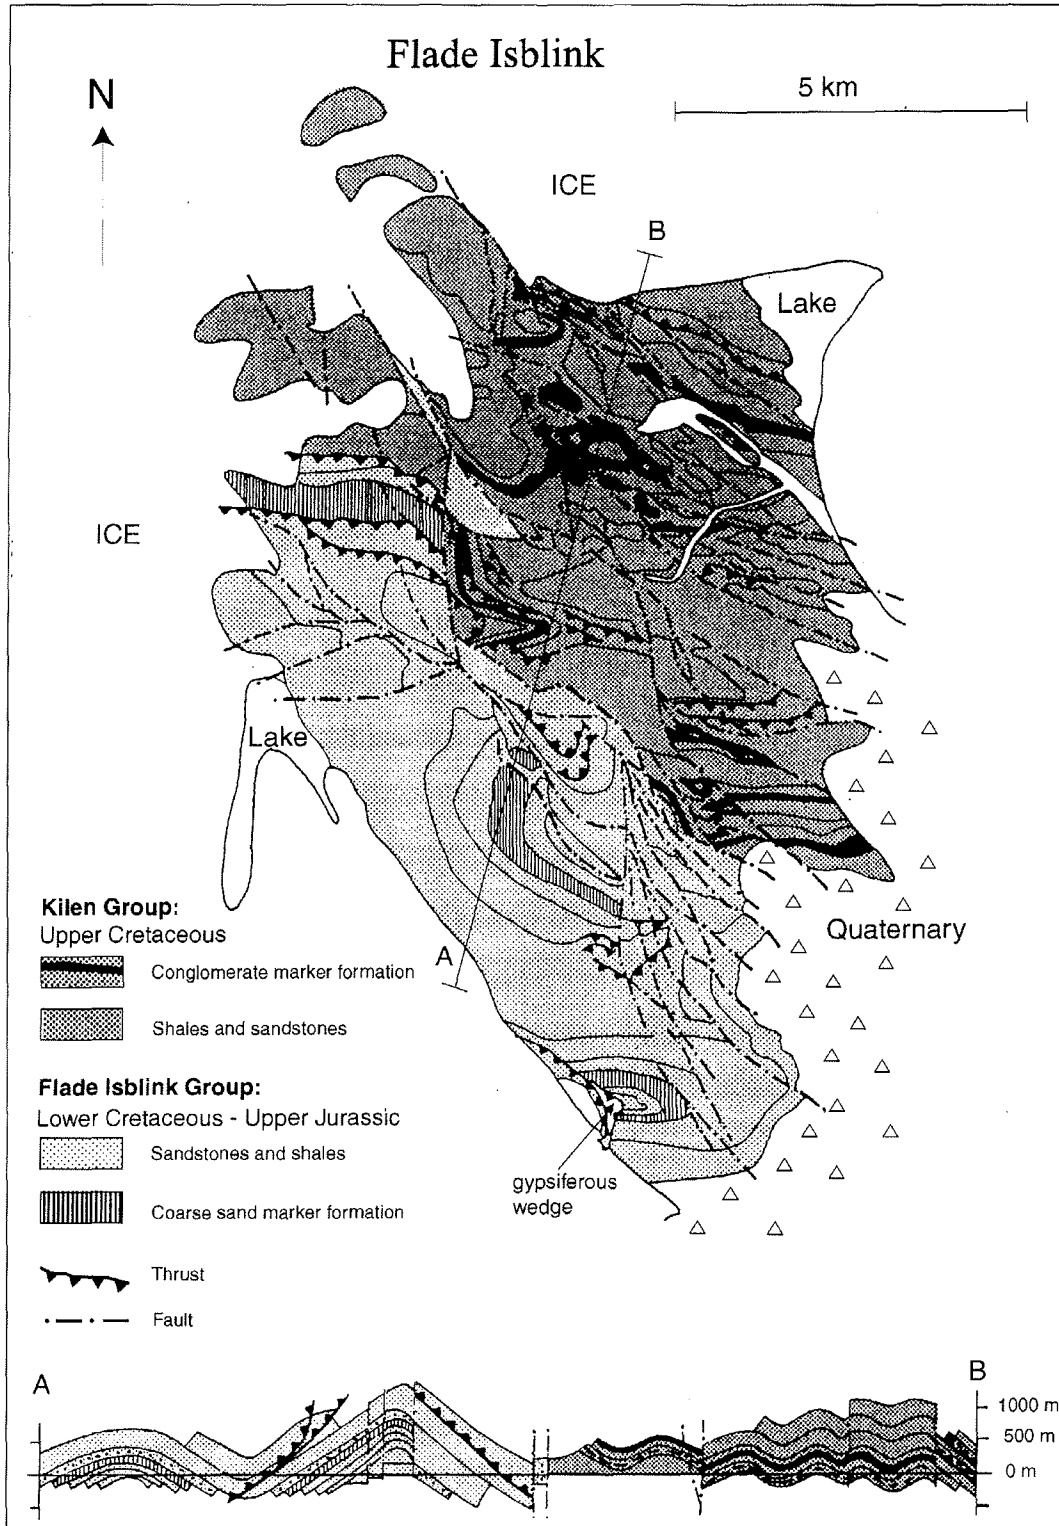 Flade Isblink
N
5 km
ICE
B
Lake
ICE
Lake
Kilen Group:
Upper Cretaceous
Conglomerate marker formation
Shales and sandstones
A
Quaternary
Flade Isblink Group:
Lower Cretaceous - Upper Jurassic
Sandstones and shales
Coarse sand marker formation
gypsiferous
wedge
Thrust
Fault
A
B
1000 m
500 m
0 m